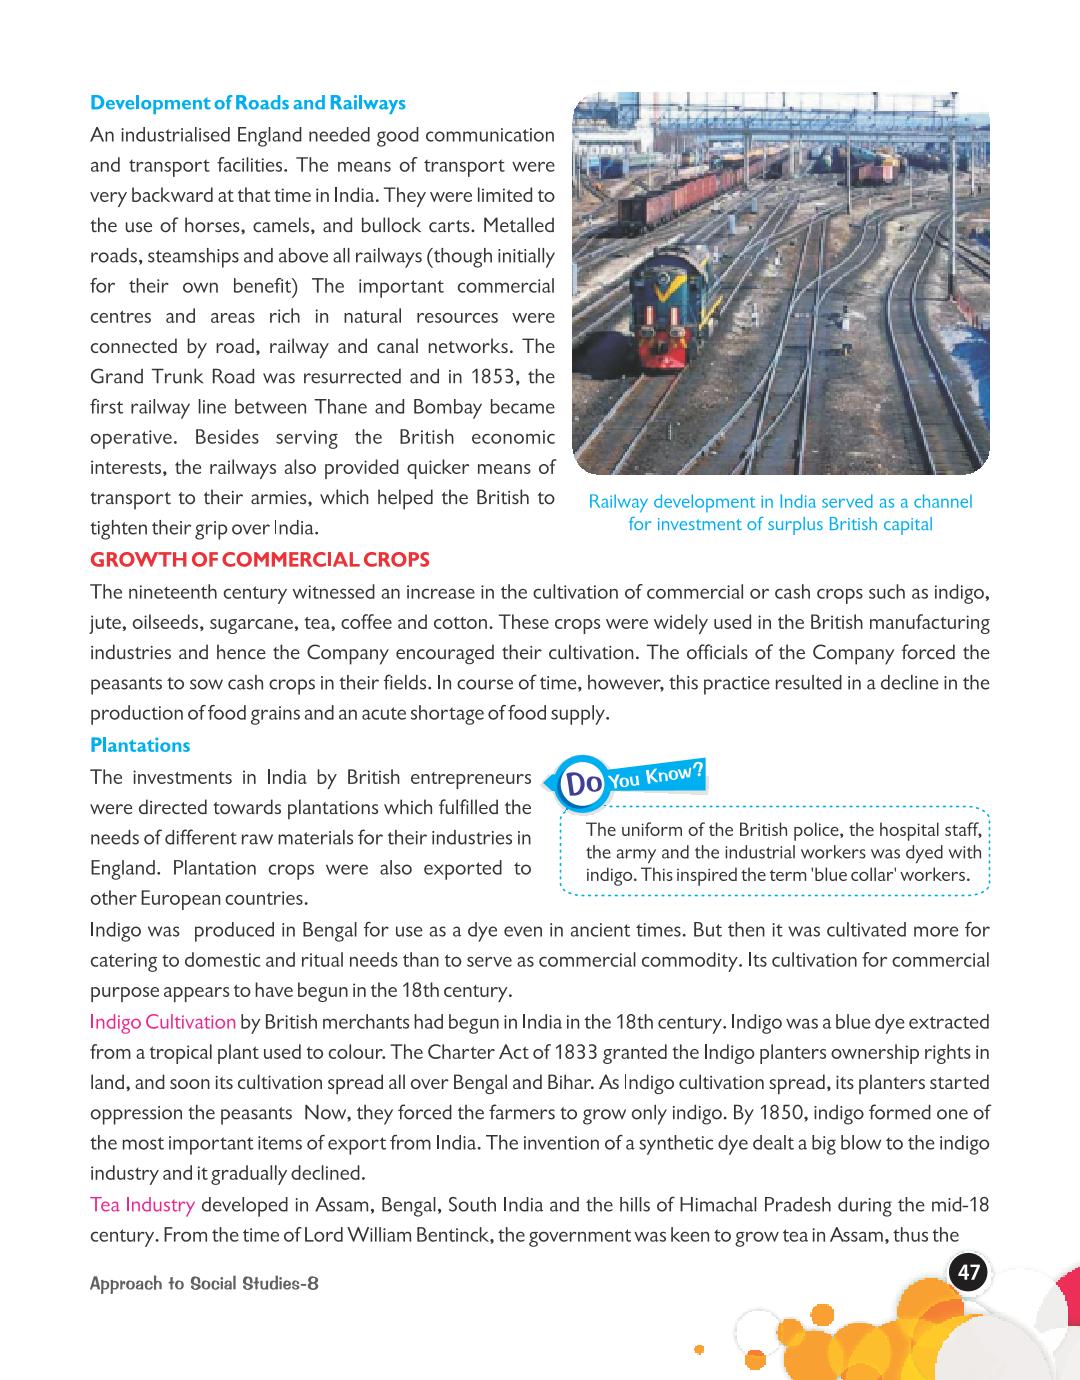 Development of Roads and Railways
An industrialised England needed good communication
and transport facilities. The means of transport were
very backward at that time in India. They were limited to
the use of horses, camels, and bullock carts. Metalled
roads, steamships and above all railways (though initially
for their own benefit) The important commercial
centres and areas rich in natural resources were
connected by road, railway and canal networks. The
Grand Trunk Road was resurrected and in 1853, the
first railway line between Thane and Bombay became
operative. Besides serving the British economic
interests, the railways also provided quicker means of
transport to their armies, which helped the British to
tighten their grip over India.
Railway development in India served as a channel
for investment of surplus British capital
GROWTH OF COMMERCIAL CROPS
The nineteenth century witnessed an increase in the cultivation of commercial or cash crops such as indigo,
jute, oilseeds, sugarcane, tea, coffee and cotton. These crops were widely used in the British manufacturing
industries and hence the Company encouraged their cultivation. The officials of the Company forced the
peasants to sow cash crops in their fields. In course of time, however, this practice resulted in a decline in the
production of food grains and an acute shortage of food supply.
Plantations
The investments in India by British entrepreneurs
were directed towards plantations which fulfilled the
needs of different raw materials for their industries in
England. Plantation crops were also exported to
other European countries.
Do You Know?
The uniform of the British police, the hospital staff,
the army and the industrial workers was dyed with
indigo. This inspired the term 'blue collar' workers.
Indigo was produced in Bengal for use as a dye even in ancient times. But then it was cultivated more for
catering to domestic and ritual needs than to serve as commercial commodity. Its cultivation for commercial
purpose appears to have begun in the 18th century.
Indigo Cultivation by British merchants had begun in India in the 18th century. Indigo was a blue dye extracted
from a tropical plant used to colour. The Charter Act of 1833 granted the Indigo planters ownership rights in
land, and soon its cultivation spread all over Bengal and Bihar. As Indigo cultivation spread, its planters started
oppression the peasants Now, they forced the farmers to grow only indigo. By 1850, indigo formed one of
the most important items of export from India. The invention of a synthetic dye dealt a big blow to the indigo
industry and it gradually declined.
Tea Industry developed in Assam, Bengal, South India and the hills of Himachal Pradesh during the mid-18
century. From the time of Lord William Bentinck, the government was keen to grow tea in Assam, thus the
Approach to Social Studies-8
47